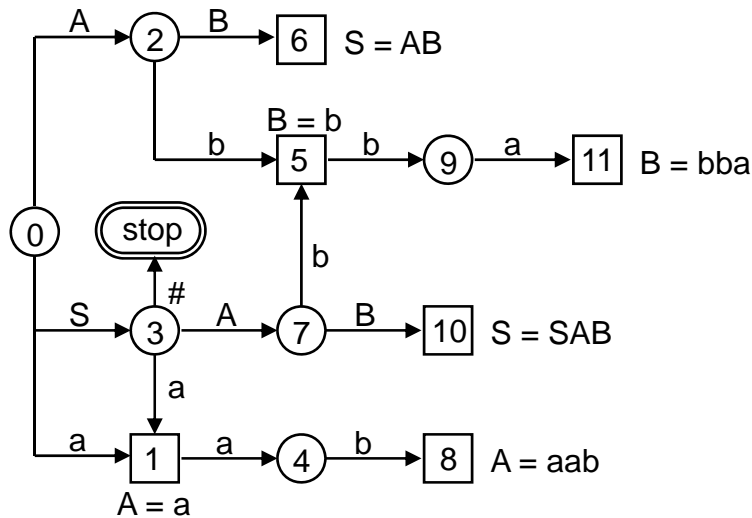 A 2 B 6 S = AB
B = b
b 5 b 9 a 11 B = bba
0 stop
b
#
S 3 A 7 B 10 S = SAB
a
a 1 a 4 b 8 A = aab
A = a